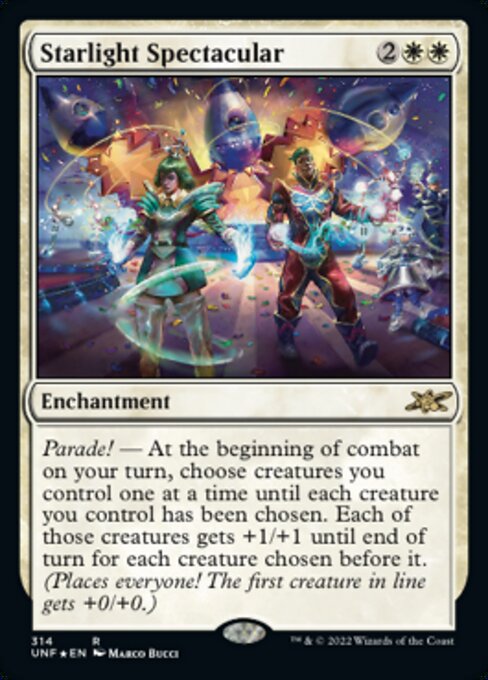 Starlight Spectacular 2
Enchantment
Parade! — At the beginning of combat
on your turn, choose creatures you
control one at a time until each creature
you control has been chosen. Each of
those creatures gets +1/+1 until end of
turn for each creature chosen before it.
(Places everyone! The first creature in line
gets +0/+0.)
314 R
UNF★EN Marco Bucci
™ & © 2022 Wizards of the Coast